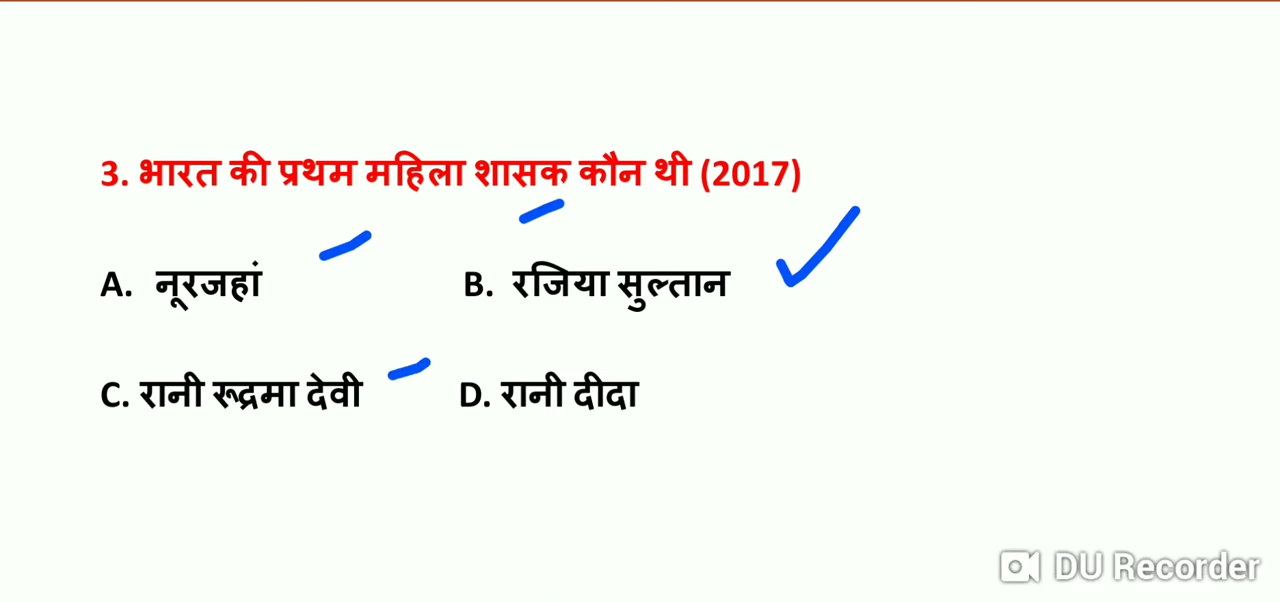 3. भारत की प्रथम महिला शासक कौन थी (2017)
A. नूरजहां B. रजिया सुल्तान
C. रानी रूद्रमा देवी D. रानी दीदा
DU Recorder